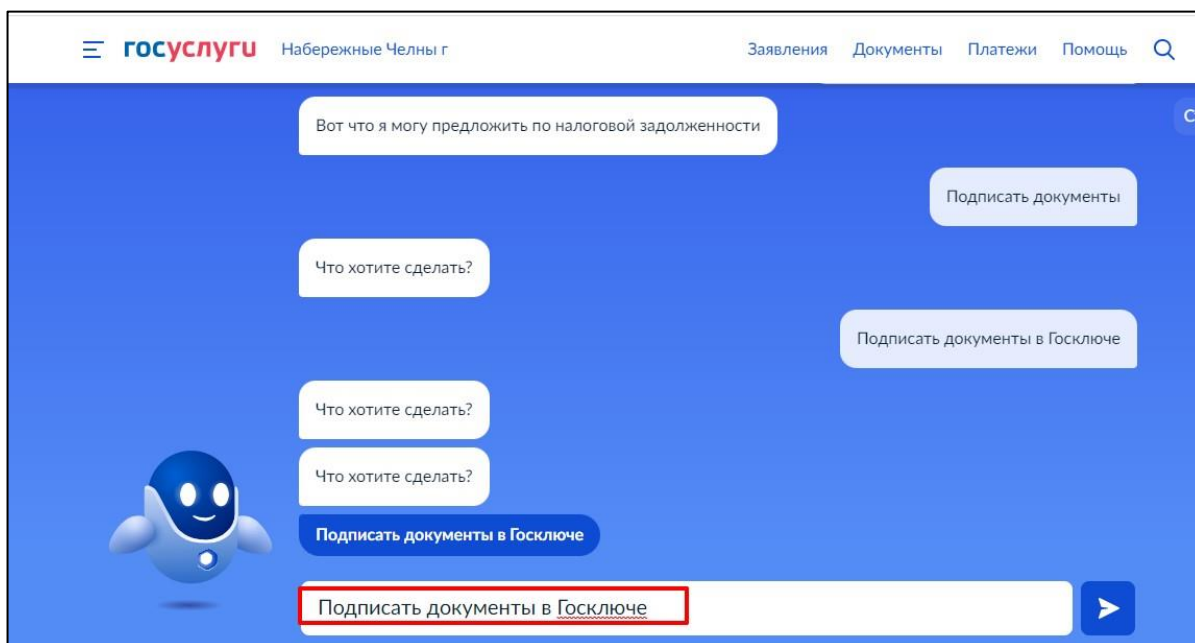 госуслуги Набережные Челны г Заявления Документы Платежи Помощь
Вот что я могу предложить по налоговой задолженности
С
Подписать документы
Что хотите сделать?
Подписать документы в Госключе
Что хотите сделать?
Что хотите сделать?
Подписать документы в Госключе
Подписать документы в Госключе